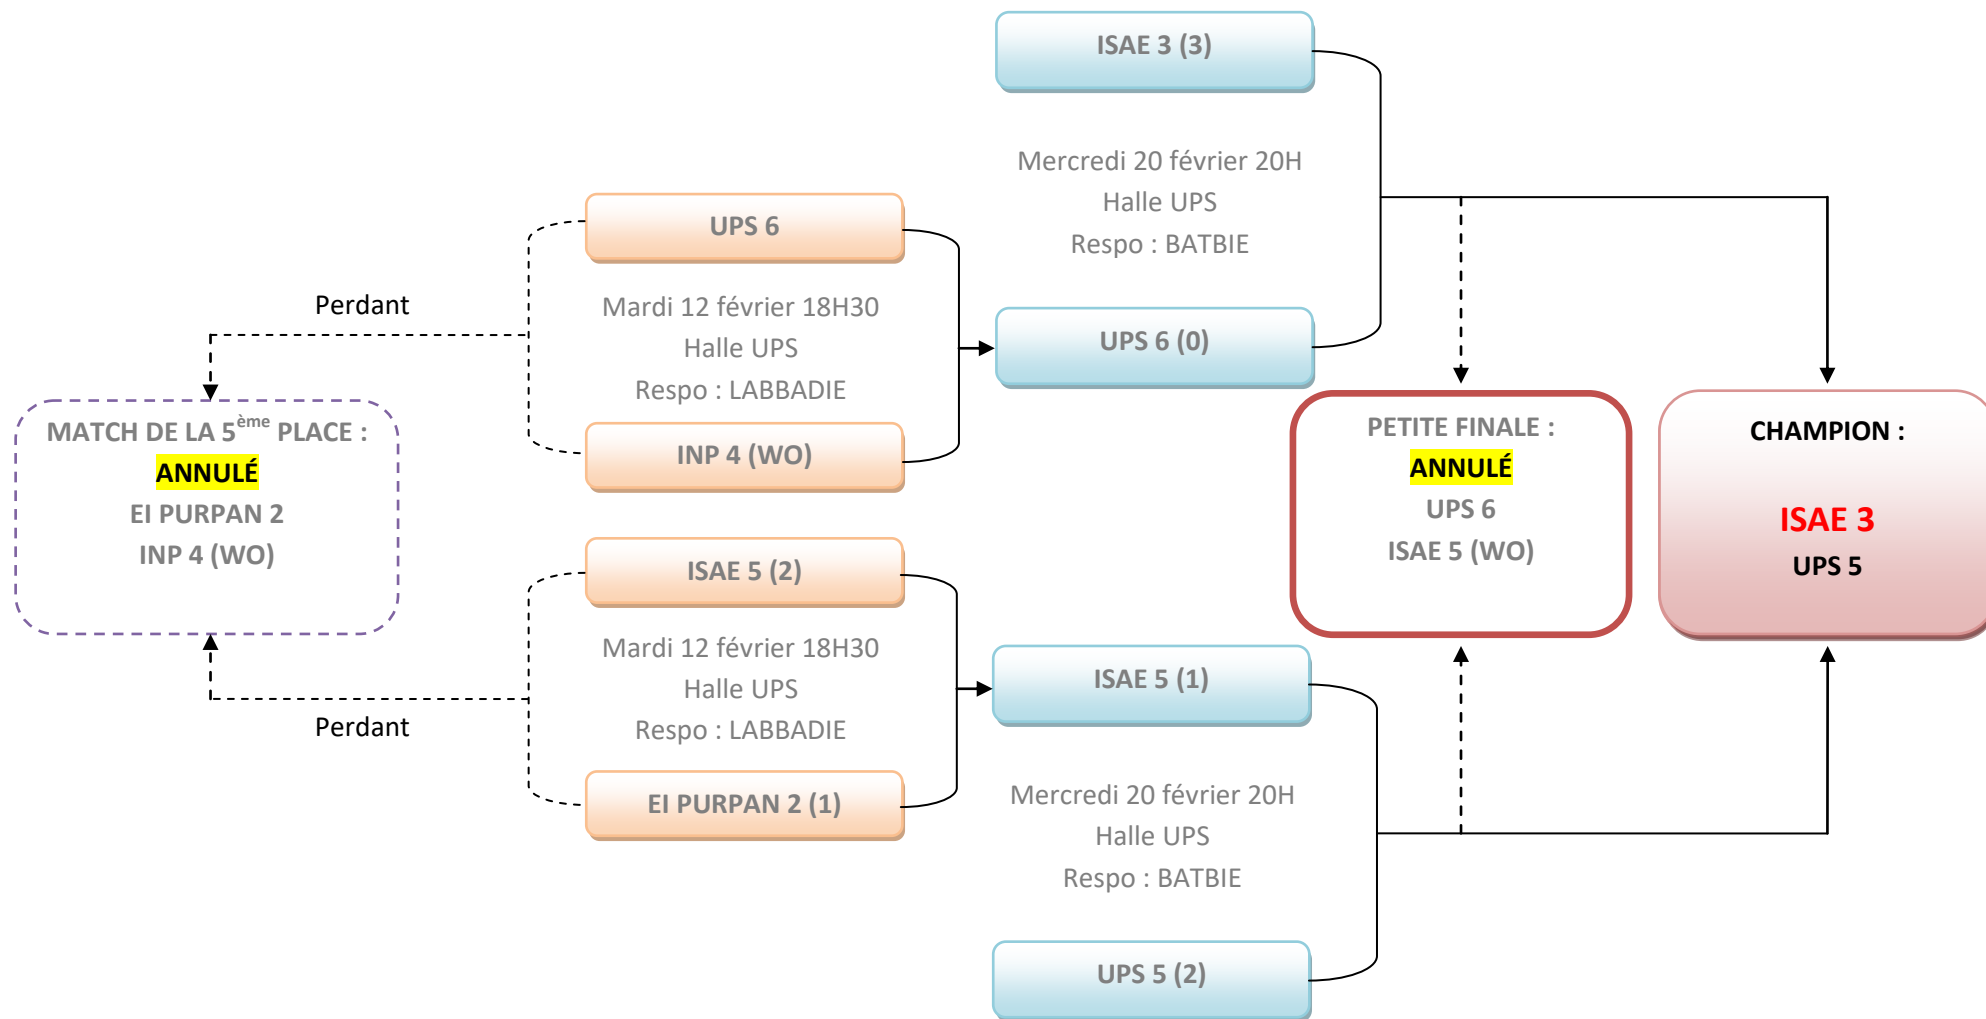 ISAE 3 (3)
Mercredi 20 février 20H
Halle UPS
Respo : BATBIE
UPS 6
Perdant
Mardi 12 février 18H30
Halle UPS
Respo : LABBADIE
UPS 6 (0)
INP 4 (WO)
MATCH DE LA 5ème PLACE :
ANNULÉ
EI PURPAN 2
INP 4 (WO)
PETITE FINALE :
ANNULÉ
UPS 6
ISAE 5 (WO)
CHAMPION :
ISAE 3
UPS 5
ISAE 5 (2)
Mardi 12 février 18H30
Halle UPS
Respo : LABBADIE
Perdant
ISAE 5 (1)
EI PURPAN 2 (1)
Mercredi 20 février 20H
Halle UPS
Respo : BATBIE
UPS 5 (2)